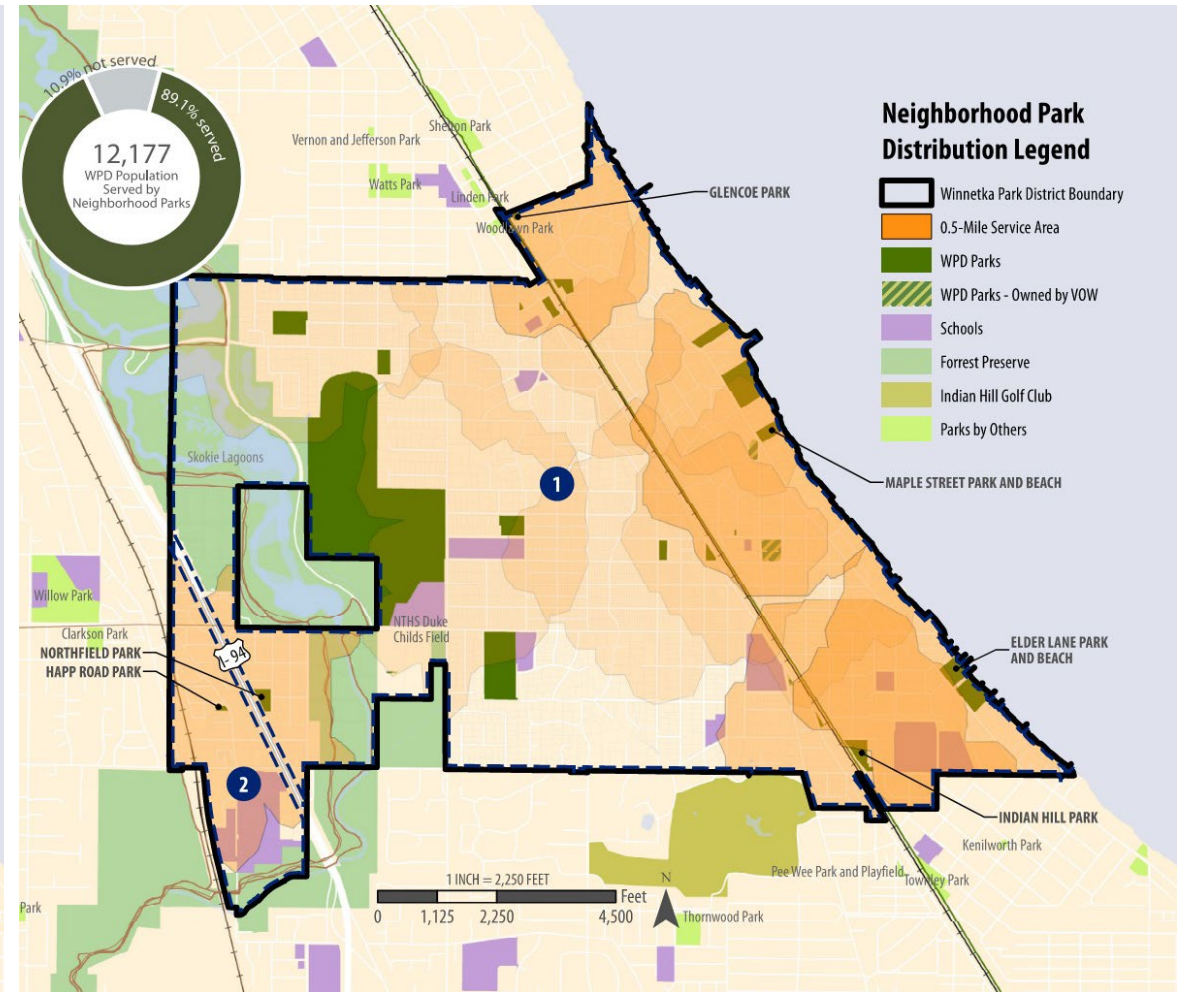 10.9% not served
89.1% served
12,177
WPD Population
Served by
Neighborhood Parks
Neighborhood Park
Distribution Legend
Winnetka Park District Boundary
0.5-Mile Service Area
WPD Parks
WPD Parks - Owned by VOW
Schools
Forrest Preserve
Indian Hill Golf Club
Parks by Others
Shelton Park
Vernon and Jefferson Park
Watts Park
Linden Park
GLENCOE PARK
Woodlawn Park
Skokie Lagoons
1
MAPLE STREET PARK AND BEACH
Willow Park
Clarkson Park
NTHS Duke
Childs Field
NORTHFIELD PARK
HAPP ROAD PARK
I-94
ELDER LANE PARK
AND BEACH
2
INDIAN HILL PARK
Kenilworth Park
Pee Wee Park and Playfield
Townley Park
1 INCH = 2,250 FEET
Feet
0 1,125 2,250 4,500
N
Thornwood Park
Park